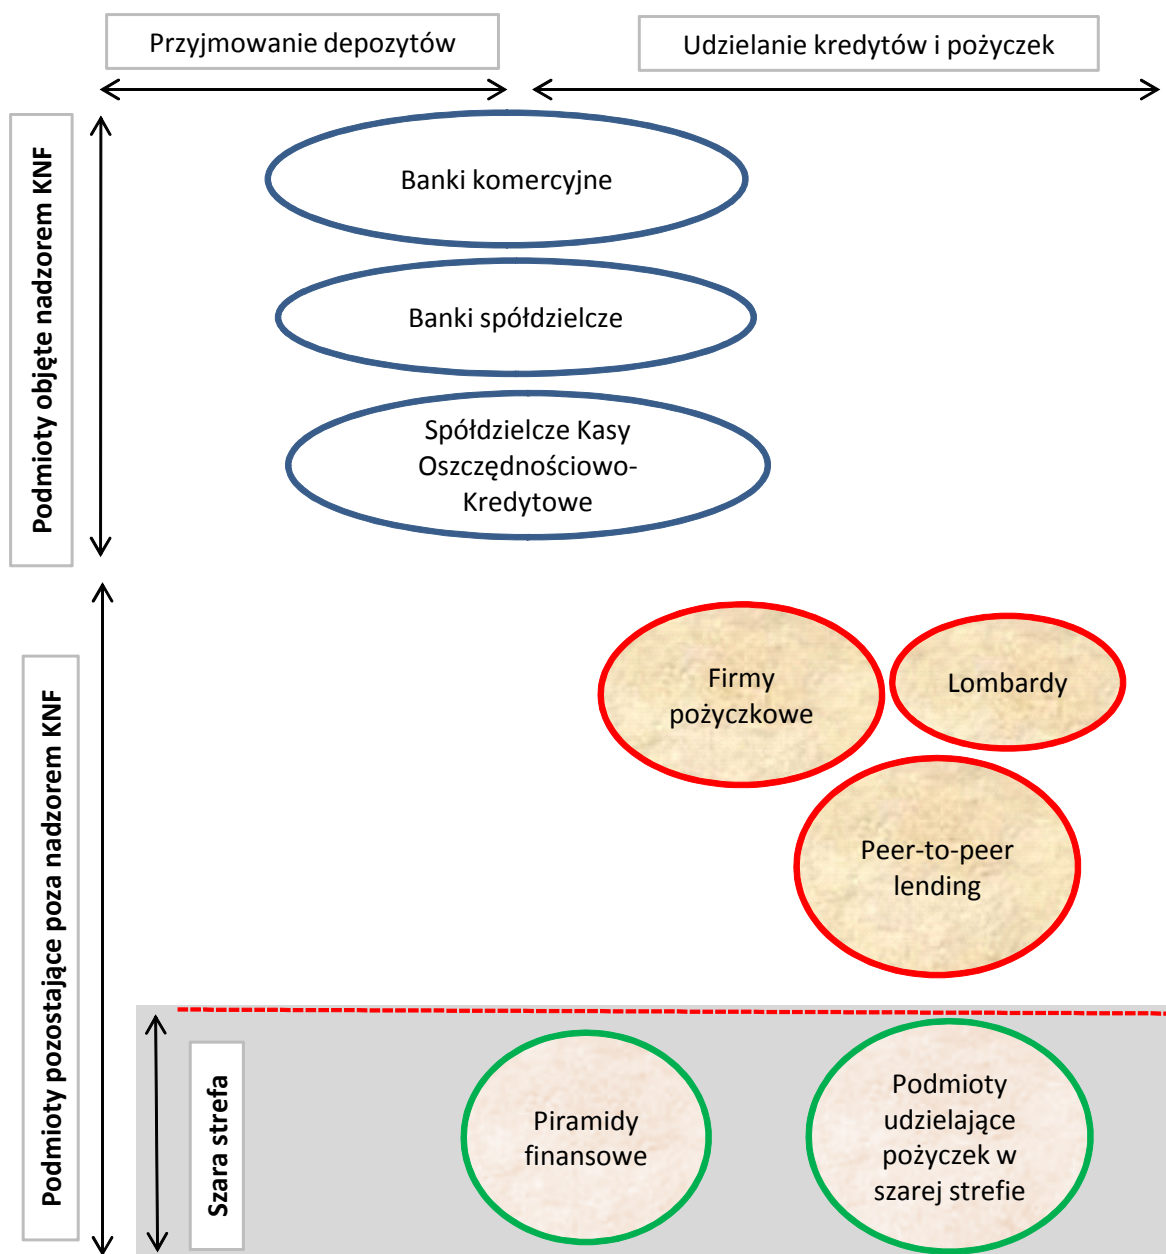 Przyjmowanie depozytów
Udzielanie kredytów i pożyczek
Podmioty objęte nadzorem KNF
Banki komercyjne
Banki spółdzielcze
Spółdzielcze Kasy
Oszczędnościowo-
Kredytowe
Podmioty pozostające poza nadzorem KNF
Firmy
pożyczkowe
Lombardy
Peer-to-peer
lending
Szara strefa
Piramidy
finansowe
Podmioty
udzielające
pożyczek w
szarej strefie